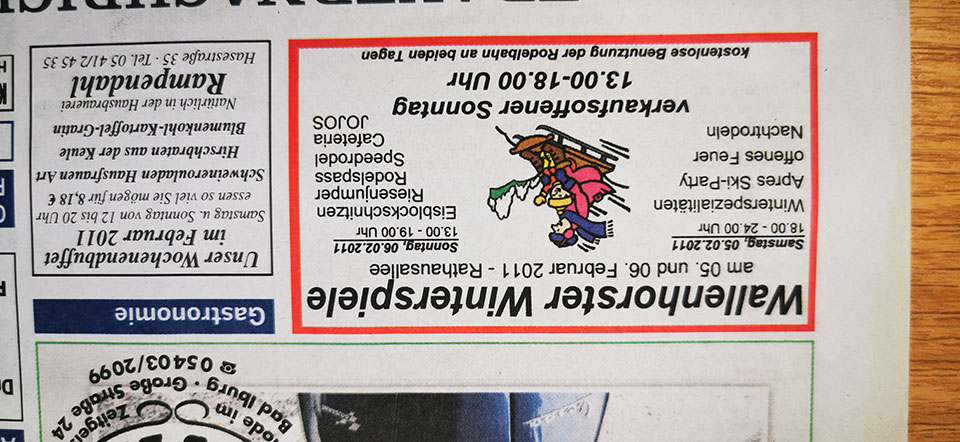 Bad Iburg · Große Straße 24
☎ 05403/2099
Wallenhorster Winterspiele
am 05. und 06. Februar 2011 - Rathausallee
Samstag, 05.02.2011
18.00 - 24.00 Uhr
Winterspezialitäten
Apres Ski-Party
offenes Feuer
Nachtrodeln
Sonntag, 06.02.2011
13.00 - 19.00 Uhr
Eisblockschnitzen
Riesenjumper
Rodelspass
Speedrodel
Cafeteria
JOJOS
verkaufsoffener Sonntag
13.00-18.00 Uhr
kostenlose Benutzung der Rodelbahn an beiden Tagen
Gastronomie
Unser Wochenendbuffet
im Februar 2011
Samstag u. Sonntag von 12 bis 20 Uhr
essen so viel Sie mögen für 8,18 €
Schweinerouladen Hausfrauen Art
Hirschbraten aus der Keule
Blumenkohl-Kartoffel-Gratin
Natürlich in der Hausbrauerei
Rampendahl
Hasestraße 35 · Tel. 05 41/2 45 35